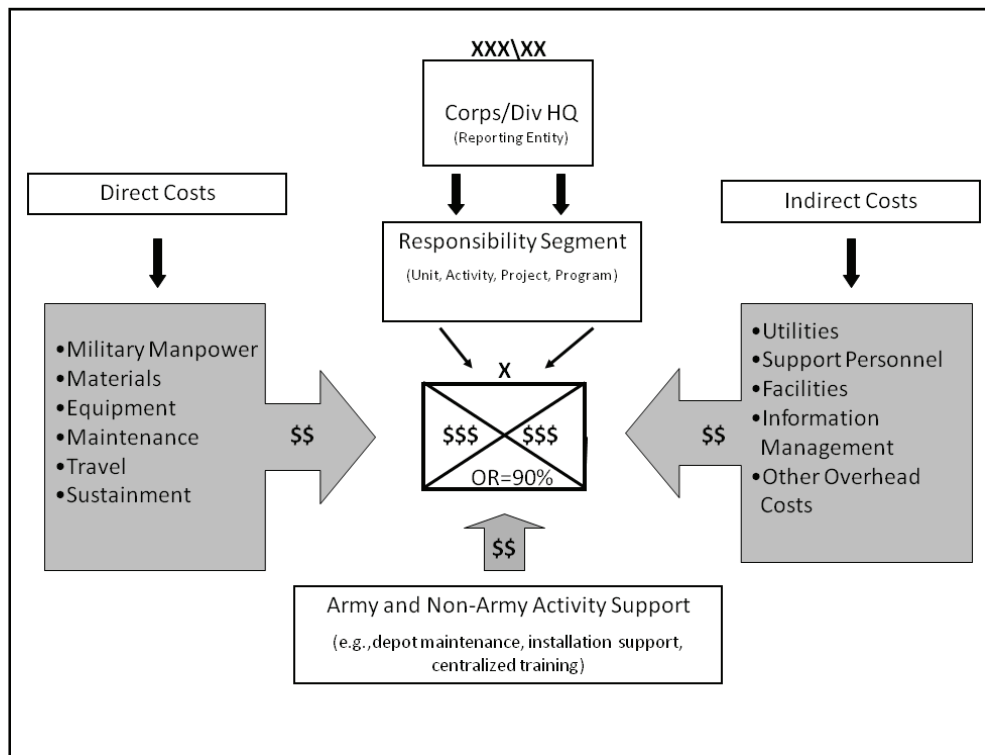 XXX\XX
Corps/Div HQ
(Reporting Entity)
Direct Costs
Indirect Costs
Responsibility Segment
(Unit, Activity, Project, Program)
•Military Manpower
•Materials
•Equipment
•Maintenance
•Travel
•Sustainment
$$
X
$$$ $$$
OR=90%
$$
•Utilities
•Support Personnel
•Facilities
•Information
Management
•Other Overhead
Costs
$$
Army and Non-Army Activity Support
(e.g.,depot maintenance, installation support,
centralized training)